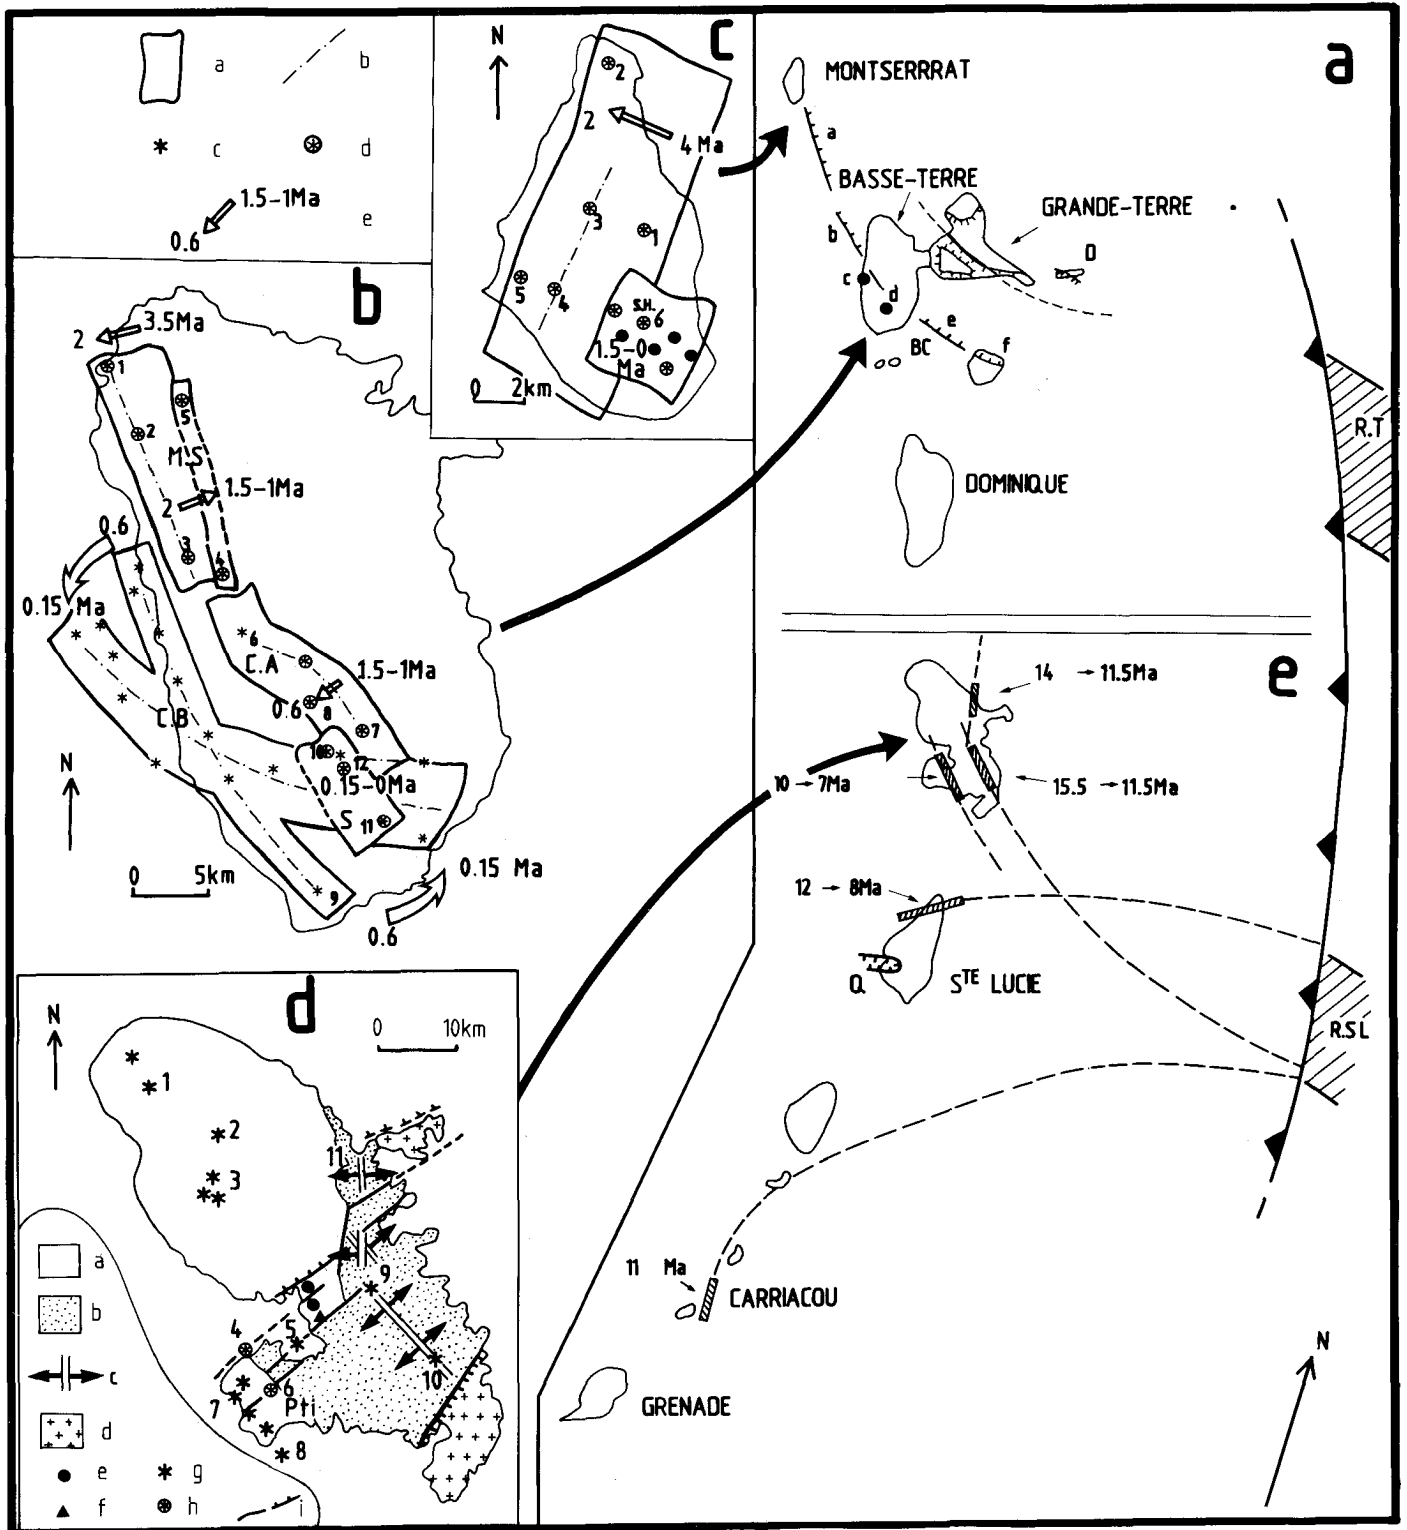 a
b
c
d
1.5-1Ma
0.6
e
C
N
2
2
4 Ma
3
1
5
4
S.H.
6
1.5-0
Ma
0 2km
a
MONTSERRRAT
a
BASSE-TERRE
GRANDE-TERRE
b
D
c
d
e
BC
f
R.T
DOMINIQUE
b
3.5Ma
2
1
5
2
M.S
1.5-1Ma
2
0.6
3
4
0.15 Ma
6
C.A
1.5-1Ma
0.6
8
C.B
7
N
10
12
0.15-0Ma
S
11
0 5km
9
0.15 Ma
0.6
e
14 → 11.5Ma
10 → 7Ma
15.5 → 11.5Ma
12 → 8Ma
Q
STE LUCIE
R.SL
11 Ma
CARRIACOU
GRENADE
N
d
N
0 10km
1
2
11
3
a
9
b
4
5
c
10
6
7
Pti
d
8
e
g
f
h
i